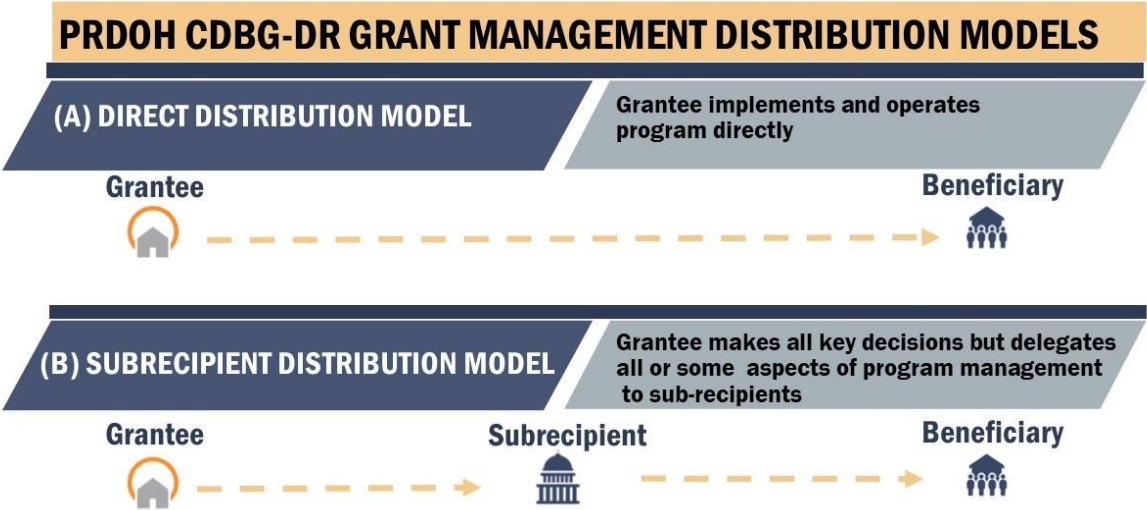 PRDOH CDBG-DR GRANT MANAGEMENT DISTRIBUTION MODELS
(A) DIRECT DISTRIBUTION MODEL
Grantee implements and operates
program directly
Grantee
Beneficiary
(B) SUBRECIPIENT DISTRIBUTION MODEL
Grantee makes all key decisions but delegates
all or some aspects of program management
to sub-recipients
Grantee
Subrecipient
Beneficiary